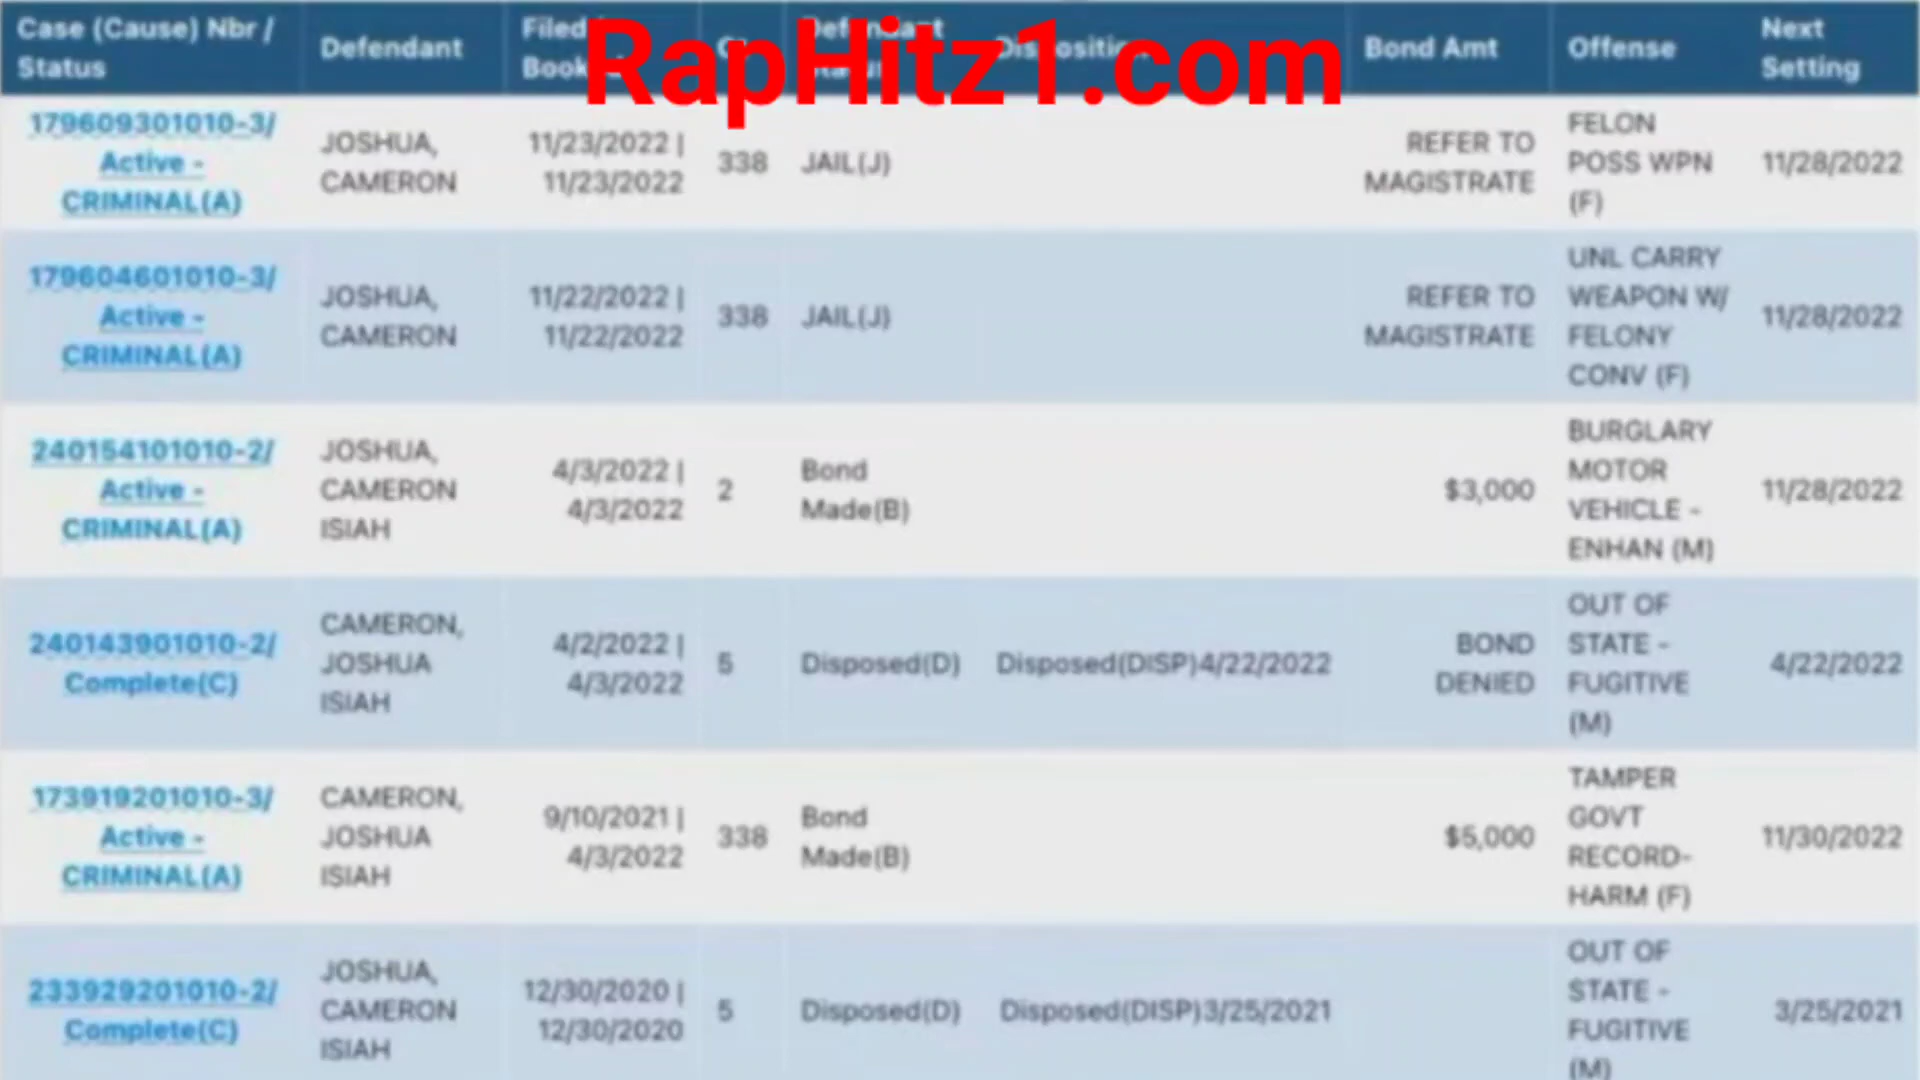 Case (Cause) Nbr /
Status
Defendant
Filed /
RapHitz1.com
Bond Amt
Offense
Next
Setting
179609301010-3/
Active -
CRIMINAL(A)
JOSHUA,
CAMERON
11/23/2022 |
11/23/2022
338
JAIL(J)
REFER TO
MAGISTRATE
FELON
POSS WPN
(F)
11/28/2022
179604601010-3/
Active -
CRIMINAL(A)
JOSHUA,
CAMERON
11/22/2022 |
11/22/2022
338
JAIL(J)
REFER TO
MAGISTRATE
UNL CARRY
WEAPON W/
FELONY
CONV (F)
11/28/2022
240154101010-2/
Active -
CRIMINAL(A)
JOSHUA,
CAMERON
ISIAH
4/3/2022 |
4/3/2022
2
Bond
Made(B)
$3,000
BURGLARY
MOTOR
VEHICLE -
ENHAN (M)
11/28/2022
240143901010-2/
Complete(C)
CAMERON,
JOSHUA
ISIAH
4/2/2022 |
4/3/2022
5
Disposed(D)
Disposed(DISP)4/22/2022
BOND
DENIED
OUT OF
STATE -
FUGITIVE
(M)
4/22/2022
173919201010-3/
Active -
CRIMINAL(A)
CAMERON,
JOSHUA
ISIAH
9/10/2021 |
4/3/2022
338
Bond
Made(B)
$5,000
TAMPER
GOVT
RECORD-
HARM (F)
11/30/2022
233929201010-2/
Complete(C)
JOSHUA,
CAMERON
ISIAH
12/30/2020 |
12/30/2020
5
Disposed(D)
Disposed(DISP)3/25/2021
OUT OF
STATE -
FUGITIVE
(M)
3/25/2021